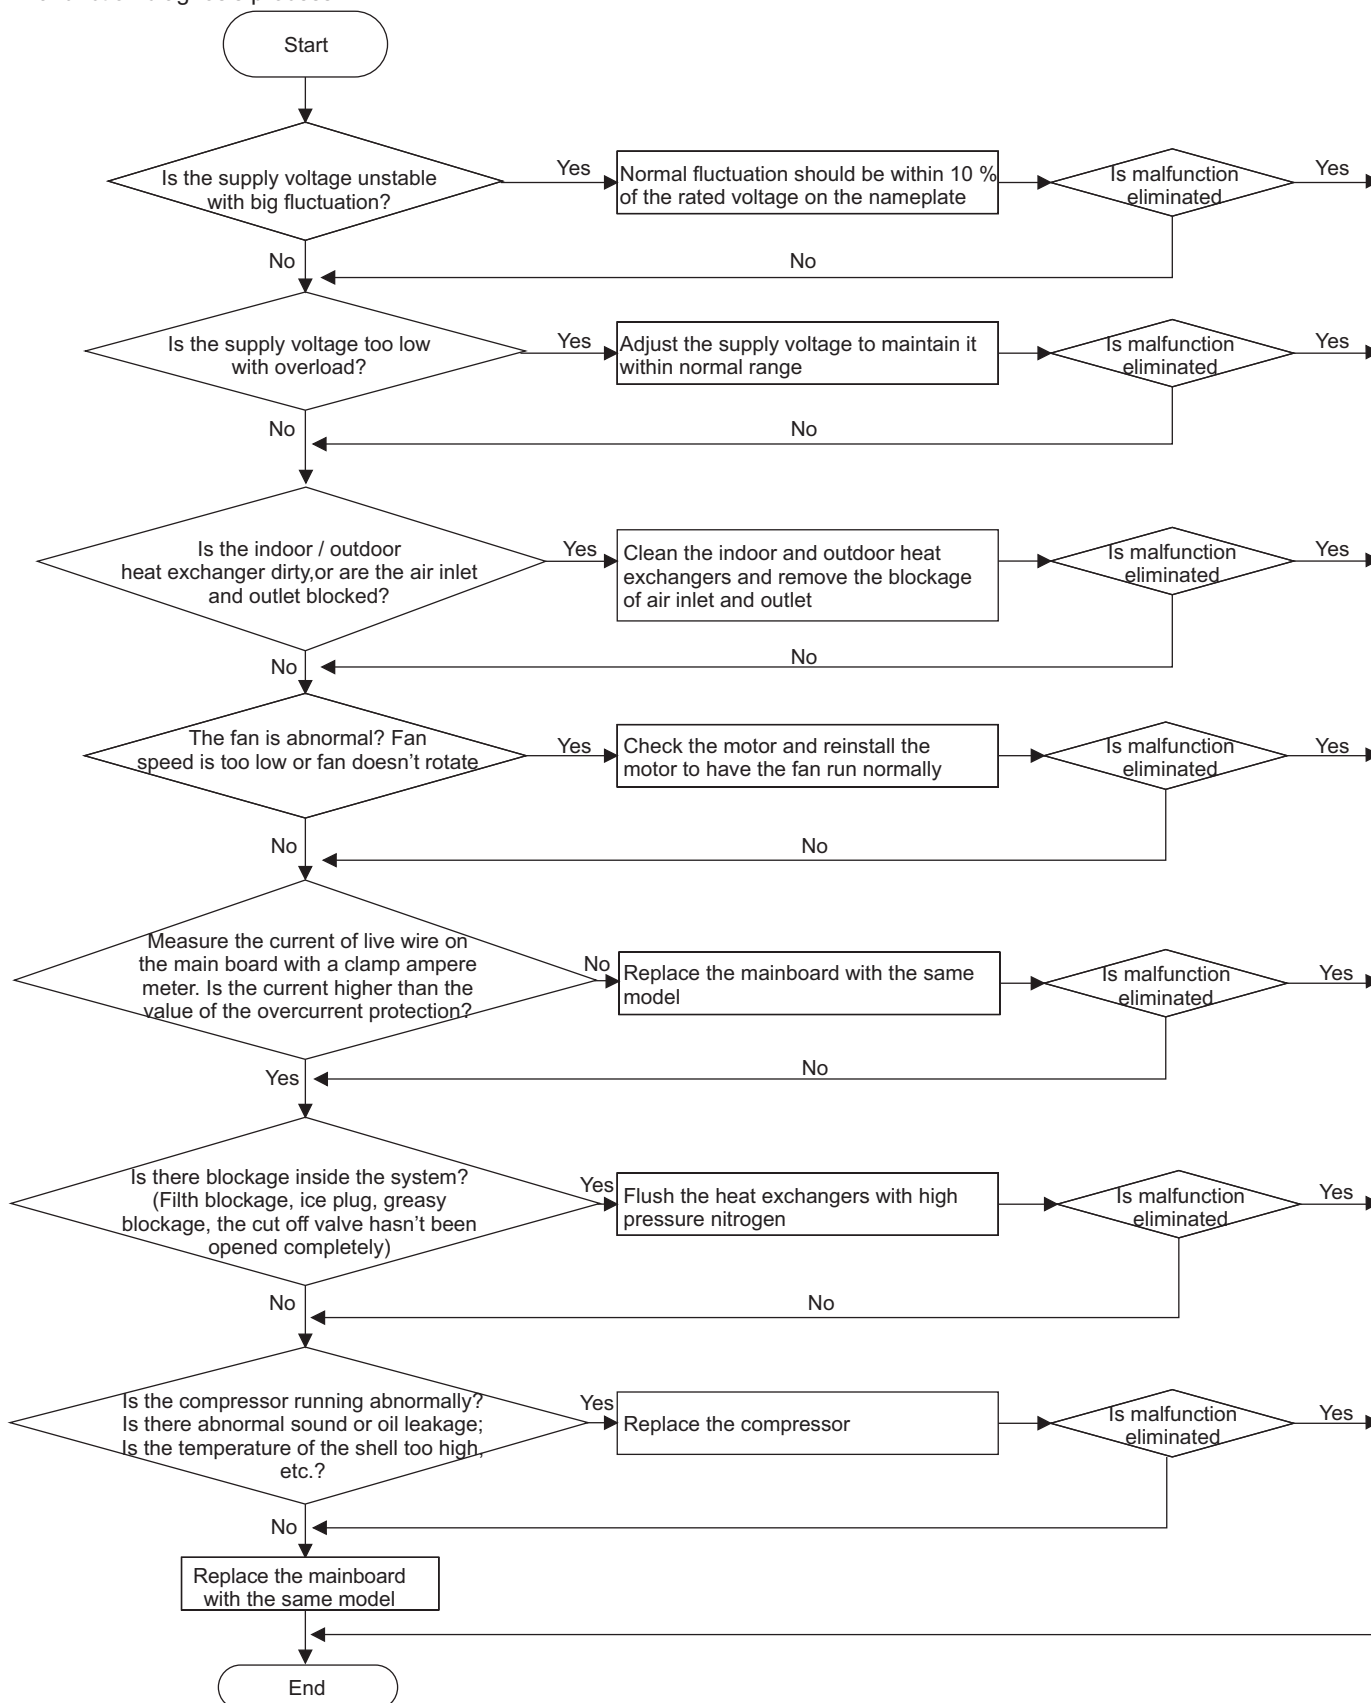 Start
Is the supply voltage unstable
with big fluctuation?
Yes
Normal fluctuation should be within 10 %
of the rated voltage on the nameplate
Is malfunction
eliminated
Yes
No
No
Is the supply voltage too low
with overload?
Yes
Adjust the supply voltage to maintain it
within normal range
Is malfunction
eliminated
Yes
No
No
Is the indoor / outdoor
heat exchanger dirty,or are the air inlet
and outlet blocked?
Yes
Clean the indoor and outdoor heat
exchangers and remove the blockage
of air inlet and outlet
Is malfunction
eliminated
Yes
No
No
The fan is abnormal? Fan
speed is too low or fan doesn't rotate
Yes
Check the motor and reinstall the
motor to have the fan run normally
Is malfunction
eliminated
Yes
No
No
Measure the current of live wire on
the main board with a clamp ampere
meter. Is the current higher than the
value of the overcurrent protection?
No
Replace the mainboard with the same
model
Is malfunction
eliminated
Yes
Yes
No
Is there blockage inside the system?
(Filth blockage, ice plug, greasy
blockage, the cut off valve hasn't been
opened completely)
Yes
Flush the heat exchangers with high
pressure nitrogen
Is malfunction
eliminated
Yes
No
No
Is the compressor running abnormally?
Is there abnormal sound or oil leakage;
Is the temperature of the shell too high,
etc.?
Yes
Replace the compressor
Is malfunction
eliminated
Yes
No
Replace the mainboard
with the same model
End